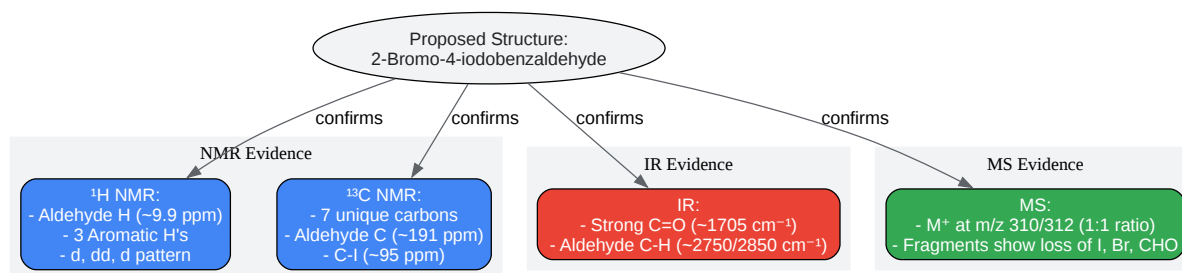 Proposed Structure:
2-Bromo-4-iodobenzaldehyde
confirms
confirms
confirms
confirms
NMR Evidence
IR Evidence
MS Evidence
¹H NMR:
- Aldehyde H (~9.9 ppm)
- 3 Aromatic H's
- d, dd, d pattern
¹³C NMR:
- 7 unique carbons
- Aldehyde C (~191 ppm)
- C-I (~95 ppm)
IR:
- Strong C=O (~1705 cm⁻¹)
- Aldehyde C-H (~2750/2850 cm⁻¹)
MS:
- M⁺ at m/z 310/312 (1:1 ratio)
- Fragments show loss of I, Br, CHO